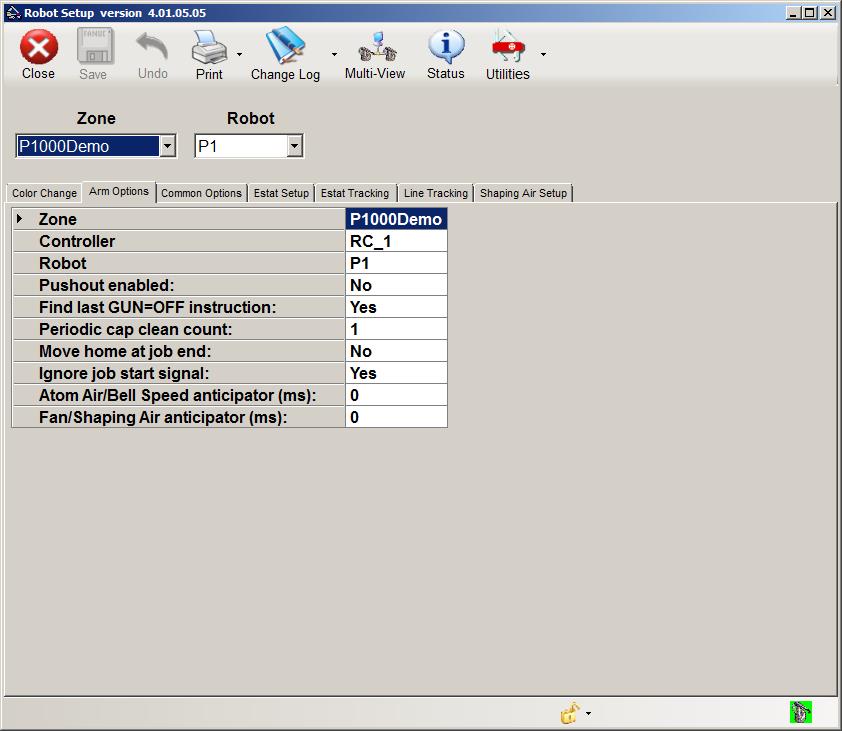 Robot Setup version 4.01.05.05
FANUC
Close Save Undo Print Change Log Multi-View Status Utilities
Zone Robot
P1000Demo P1
Color Change Arm Options Common Options Estat Setup Estat Tracking Line Tracking Shaping Air Setup
Zone P1000Demo
Controller RC_1
Robot P1
Pushout enabled: No
Find last GUN=OFF instruction: Yes
Periodic cap clean count: 1
Move home at job end: No
Ignore job start signal: Yes
Atom Air/Bell Speed anticipator (ms): 0
Fan/Shaping Air anticipator (ms): 0